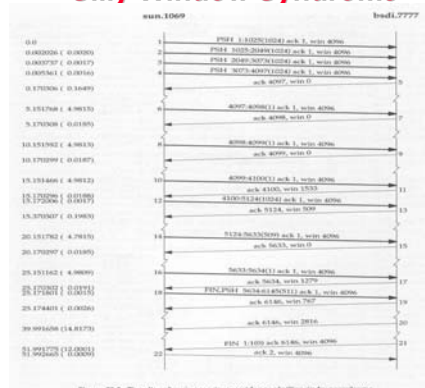 Silly Window Syndrome
sun.1069 bsdi.7777
0.0 1 PSH 1:1025(1024) ack 1, win 4096
0.002026 ( 0.0020) 2 PSH 1025:2049(1024) ack 1, win 4096
0.003737 ( 0.0017) 3 PSH 2049:3073(1024) ack 1, win 4096
0.005361 ( 0.0016) 4 PSH 3073:4097(1024) ack 1, win 4096
0.170306 ( 0.1649) ack 4097, win 0 5
5.151768 ( 4.9815) 6 4097:4098(1) ack 1, win 4096
5.170308 ( 0.0185) ack 4098, win 0 7
10.151582 ( 4.9813) 8 4098:4099(1) ack 1, win 4096
10.170299 ( 0.0187) ack 4099, win 0 9
15.151466 ( 4.9812) 10 4099:4100(1) ack 1, win 4096
15.170296 ( 0.0188) ack 4100, win 1533 11
15.172006 ( 0.0017) 12 4100:5124(1024) ack 1, win 4096
15.370507 ( 0.1985) ack 5124, win 509 13
20.151782 ( 4.7813) 14 5124:5633(509) ack 1, win 4096
20.170297 ( 0.0185) ack 5633, win 0 15
25.151162 ( 4.9809) 16 5633:5634(1) ack 1, win 4096
25.170302 ( 0.0191) ack 5634, win 1279 17
25.171801 ( 0.0015) 18 FIN,PSH 5634:6145(511) ack 1, win 4096
25.174401 ( 0.0026) ack 6146, win 767 19
39.991658 (14.8173) ack 6146, win 2816 20
51.991775 (12.0001) FIN 1:1(0) ack 6146, win 4096 21
51.992665 ( 0.0009) 22 ack 2, win 4096